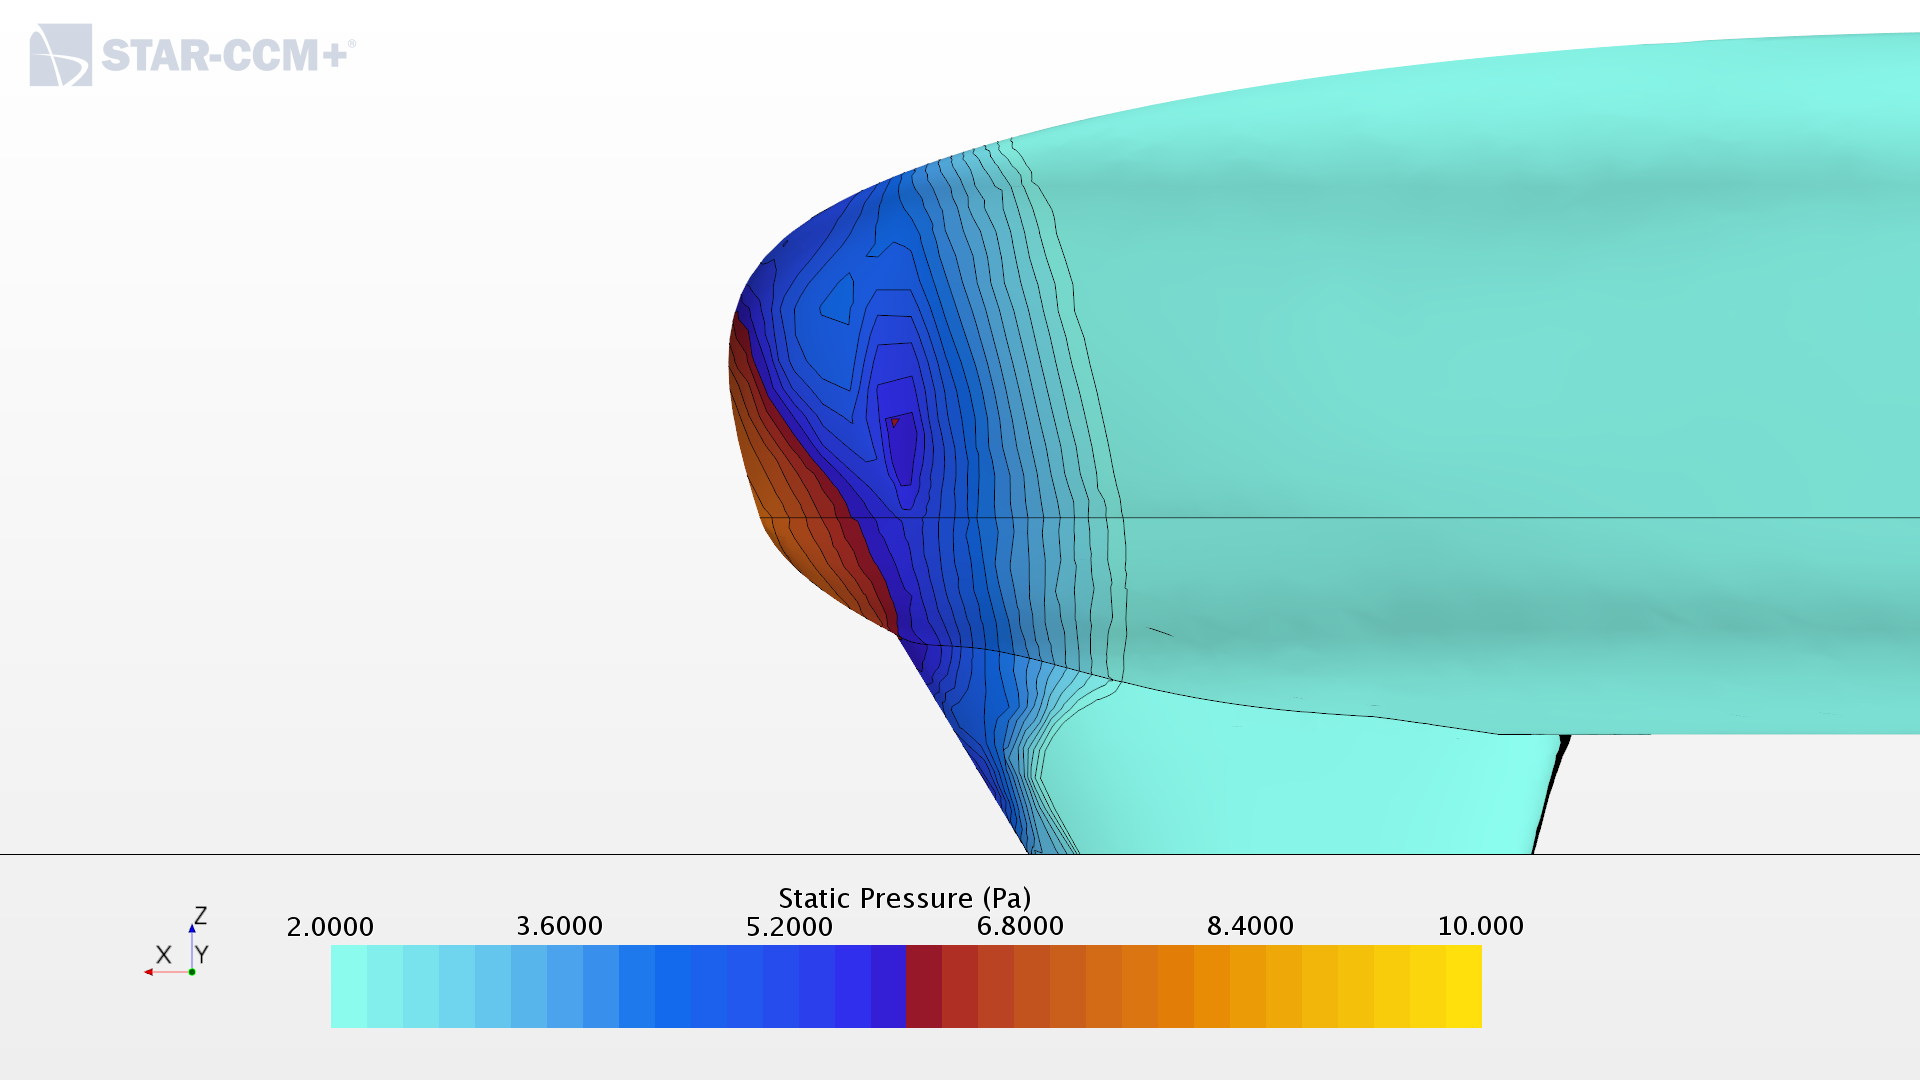 STAR-CCM+®
Static Pressure (Pa)
2.0000 3.6000 5.2000 6.8000 8.4000 10.000
Z
X Y